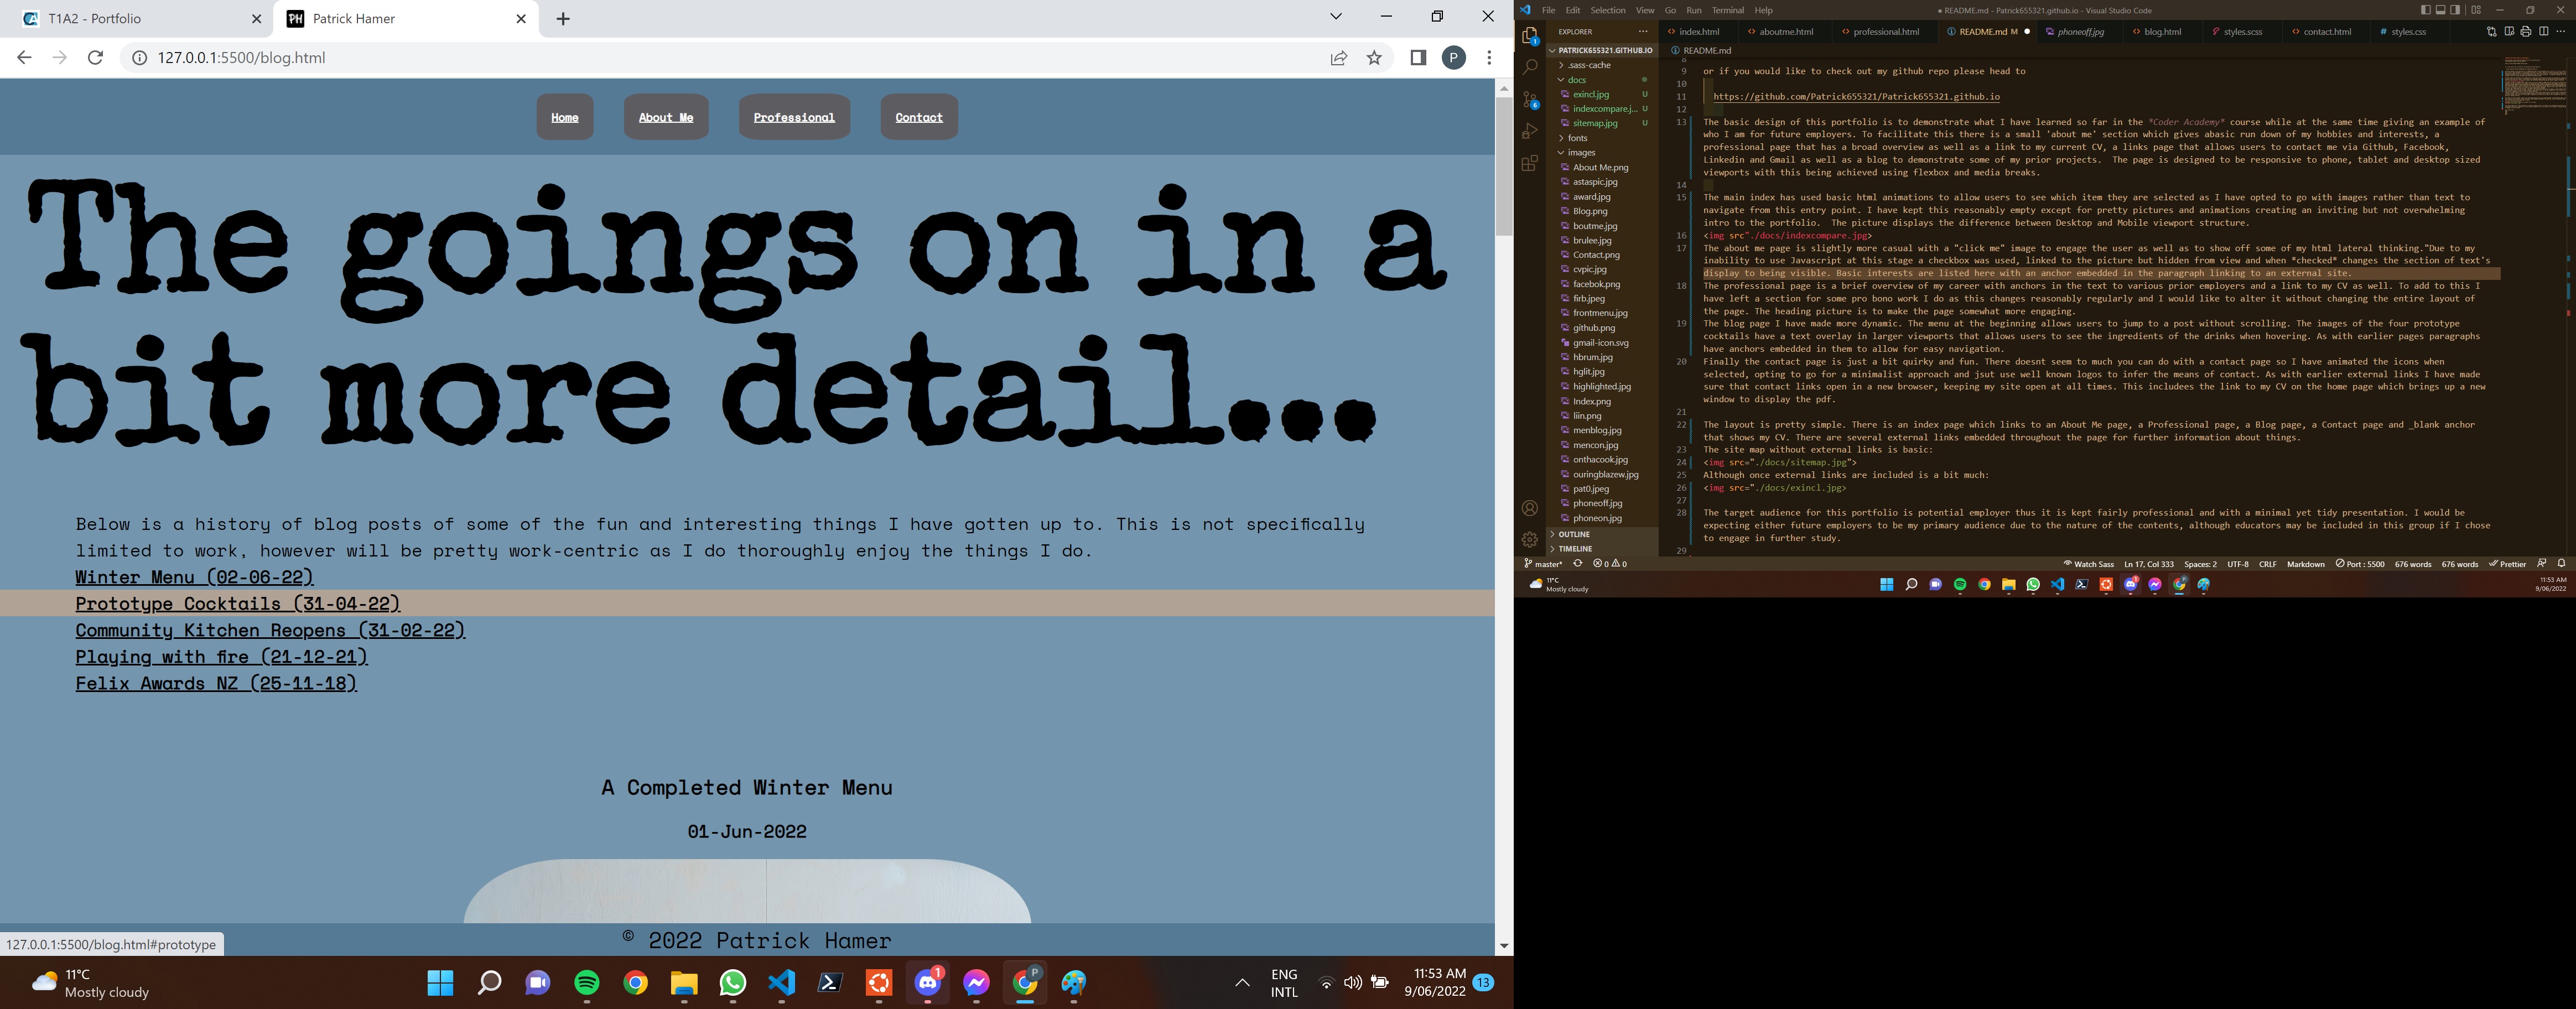 T1A2 - Portfolio
Patrick Hamer
127.0.0.1:5500/blog.html
P
Home
About Me
Professional
Contact
The goings on in a
bit more detail...
Below is a history of blog posts of some of the fun and interesting things I have gotten up to. This is not specifically
limited to work, however will be pretty work-centric as I do thoroughly enjoy the things I do.
Winter Menu (02-06-22)
Prototype Cocktails (31-04-22)
Community Kitchen Reopens (31-02-22)
Playing with fire (21-12-21)
Felix Awards NZ (25-11-18)
A Completed Winter Menu
01-Jun-2022
127.0.0.1:5500/blog.html#prototype
© 2022 Patrick Hamer
11°C
Mostly cloudy
1
P
ENG
INTL
11:53 AM
9/06/2022
13
File Edit Selection View Go Run Terminal Help
● README.md - Patrick655321.github.io - Visual Studio Code
EXPLORER
index.html
aboutme.html
professional.html
README.md M
phoneoff.jpg
blog.html
styles.scss
contact.html
styles.css
PATRICK655321.GITHUB.IO
README.md
.sass-cache
docs
exincl.jpg U
indexcompare.j... U
sitemap.jpg U
fonts
images
About Me.png
astaspic.jpg
award.jpg
Blog.png
boutme.jpg
brulee.jpg
Contact.png
cvpic.jpg
facebok.png
firb.jpeg
frontmenu.jpg
github.png
gmail-icon.svg
hbrum.jpg
hglit.jpg
highlighted.jpg
Index.png
liin.png
menblog.jpg
mencon.jpg
onthacook.jpg
ouringblazew.jpg
pat0.jpeg
phoneoff.jpg
phoneon.jpg
OUTLINE
TIMELINE
8
9 or if you would like to check out my github repo please head to
10
11 https://github.com/Patrick655321/Patrick655321.github.io
12
13 The basic design of this portfolio is to demonstrate what I have learned so far in the *Coder Academy* course while at the same time giving an example of
who I am for future employers. To facilitate this there is a small 'about me' section which gives abasic run down of my hobbies and interests, a
professional page that has a broad overview as well as a link to my current CV, a links page that allows users to contact me via Github, Facebook,
Linkedin and Gmail as well as a blog to demonstrate some of my prior projects.  The page is designed to be responsive to phone, tablet and desktop sized
viewports with this being achieved using flexbox and media breaks.
14
15 The main index has used basic html animations to allow users to see which item they are selected as I have opted to go with images rather than text to
navigate from this entry point. I have kept this reasonably empty except for pretty pictures and animations creating an inviting but not overwhelming
intro to the portfolio.  The picture displays the difference between Desktop and Mobile viewport structure.
16 <img src"./docs/indexcompare.jpg>
17 The about me page is slightly more casual with a "click me" image to engage the user as well as to show off some of my html lateral thinking."Due to my
inability to use Javascript at this stage a checkbox was used, linked to the picture but hidden from view and when *checked* changes the section of text's
display to being visible. Basic interests are listed here with an anchor embedded in the paragraph linking to an external site.
18 The professional page is a brief overview of my career with anchors in the text to various prior employers and a link to my CV as well. To add to this I
have left a section for some pro bono work I do as this changes reasonably regularly and I would like to alter it without changing the entire layout of
the page. The heading picture is to make the page somewhat more engaging.
19 The blog page I have made more dynamic. The menu at the beginning allows users to jump to a post without scrolling. The images of the four prototype
cocktails have a text overlay in larger viewports that allows users to see the ingredients of the drinks when hovering. As with earlier pages paragraphs
have anchors embedded in them to allow for easy navigation.
20 Finally the contact page is just a bit quirky and fun. There doesnt seem to much you can do with a contact page so I have animated the icons when
selected, opting to go for a minimalist approach and jsut use well known logos to infer the means of contact. As with earlier external links I have made
sure that contact links open in a new browser, keeping my site open at all times. This includees the link to my CV on the home page which brings up a new
window to display the pdf.
21
22 The layout is pretty simple. There is an index page which links to an About Me page, a Professional page, a Blog page, a Contact page and _blank anchor
that shows my CV. There are several external links embedded throughout the page for further information about things.
23 The site map without external links is basic:
24 <img src="./docs/sitemap.jpg">
25 Although once external links are included is a bit much:
26 <img src="./docs/exincl.jpg>
27
28 The target audience for this portfolio is potential employer thus it is kept fairly professional and with a minimal yet tidy presentation. I would be
expecting either future employers to be my primary audience due to the nature of the contents, although educators may be included in this group if I chose
to engage in further study.
29
master* 0 0 Watch Sass Ln 17, Col 333 Spaces: 2 UTF-8 CRLF Markdown Port : 5500 676 words 676 words Prettier
11°C
Mostly cloudy
11:53 AM
9/06/2022